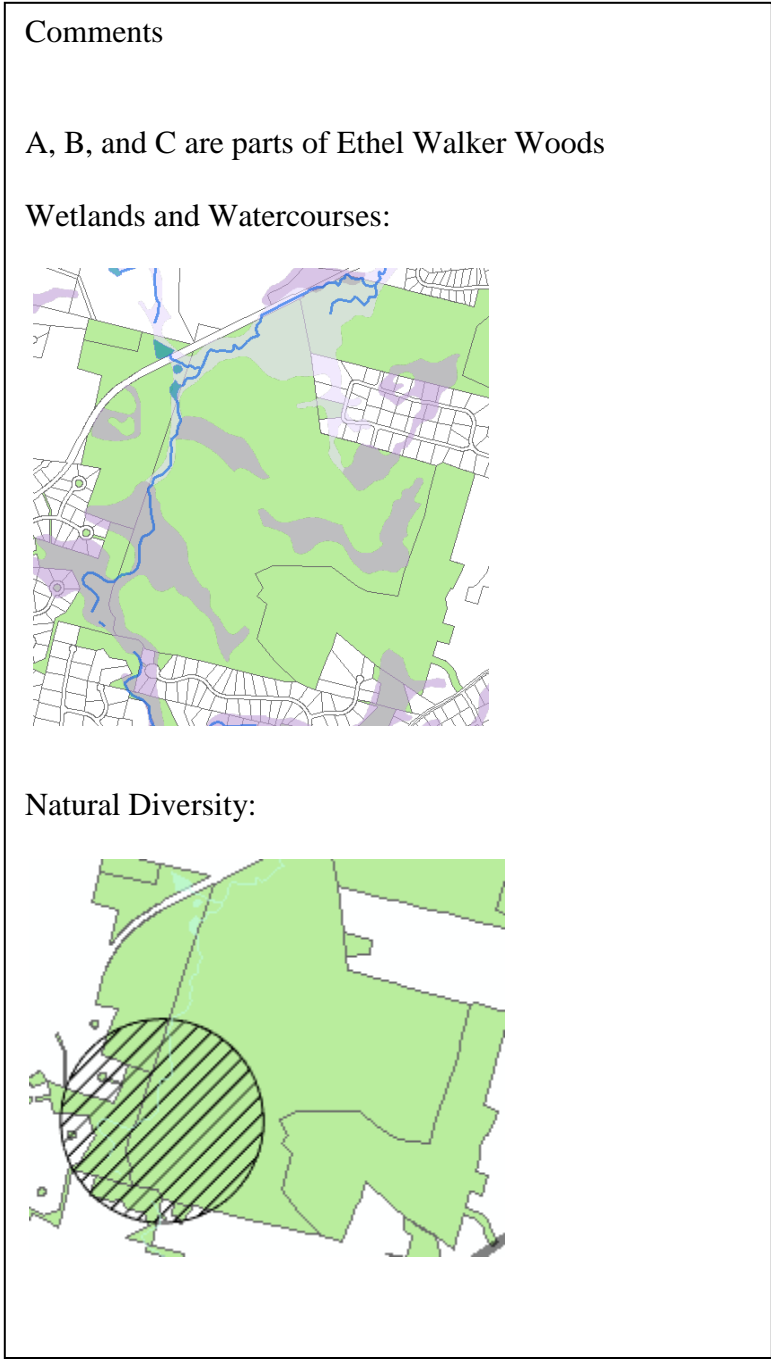 Comments
A, B, and C are parts of Ethel Walker Woods
Wetlands and Watercourses:
Natural Diversity: